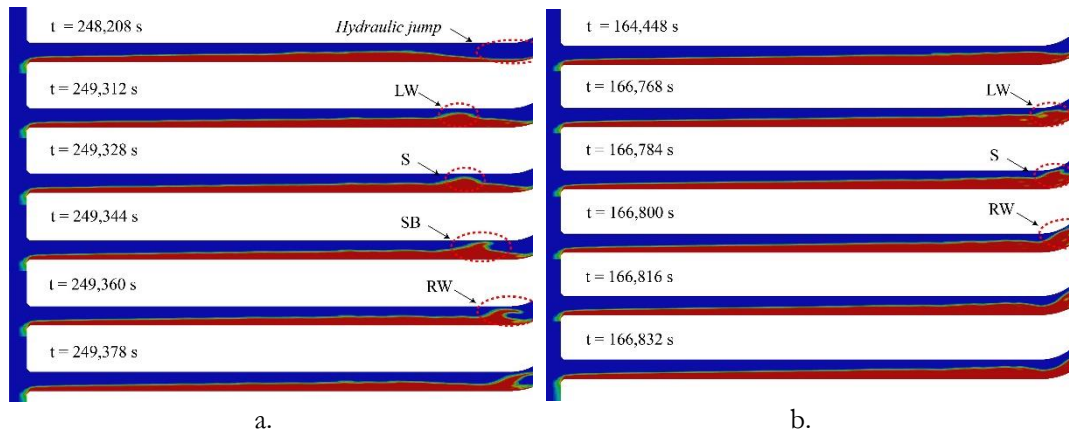 t = 248,208 s
Hydraulic jump
LW
t = 249,312 s
S
t = 249,328 s
SB
t = 249,344 s
RW
t = 249,360 s
t = 249,378 s
a.
t = 164,448 s
LW
t = 166,768 s
S
t = 166,784 s
RW
t = 166,800 s
t = 166,816 s
t = 166,832 s
b.